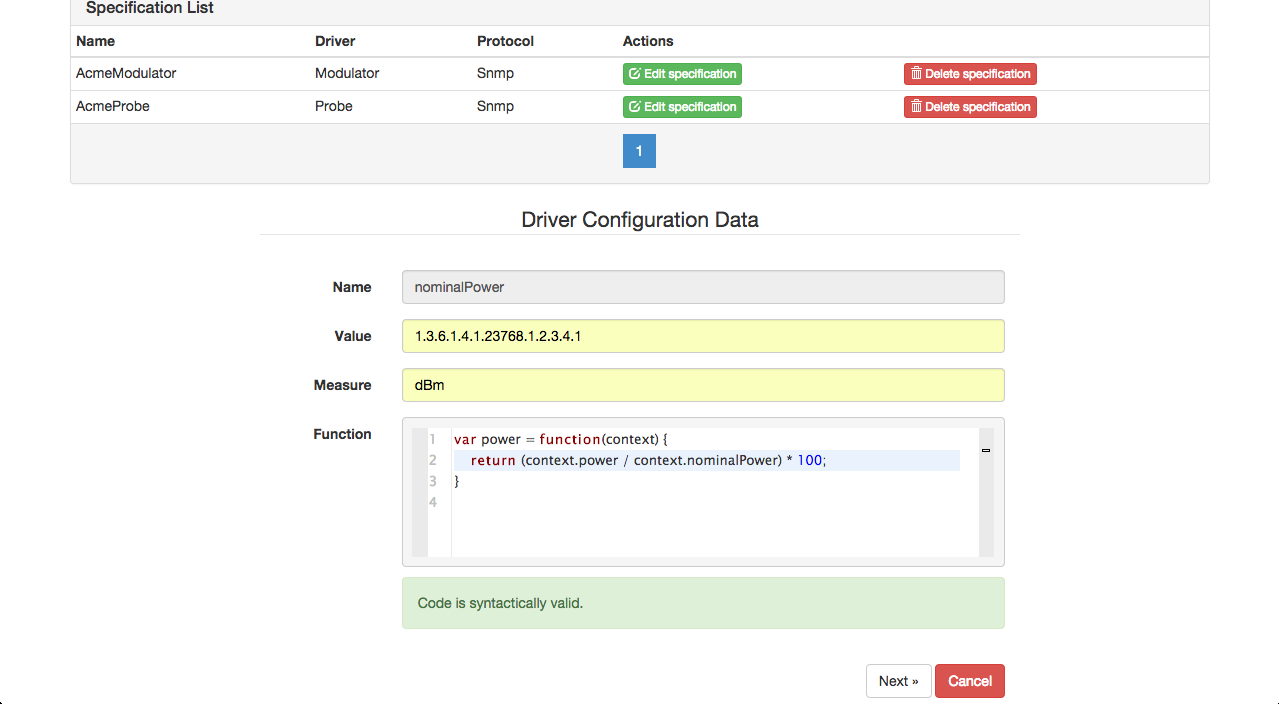 Specification List
Name Driver Protocol Actions
AcmeModulator Modulator Snmp Edit specification Delete specification
AcmeProbe Probe Snmp Edit specification Delete specification
1
Driver Configuration Data
Name nominalPower
Value 1.3.6.1.4.1.23768.1.2.3.4.1
Measure dBm
Function
1 var power = function(context) {
2 return (context.power / context.nominalPower) * 100;
3 }
4
Code is syntactically valid.
Next » Cancel